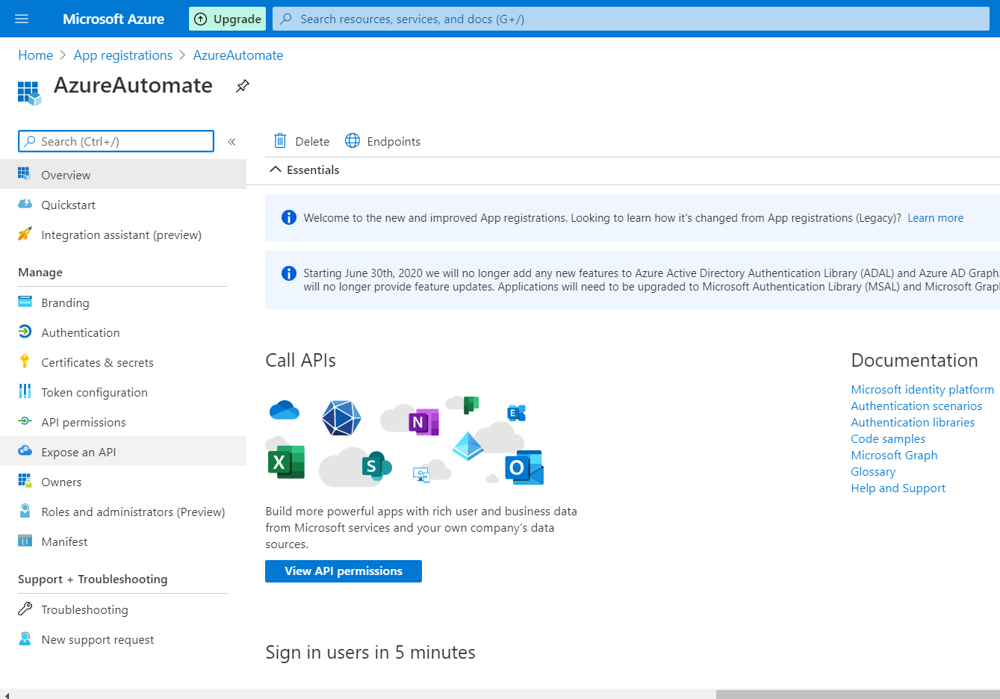 Microsoft Azure
Upgrade
Search resources, services, and docs (G+/)
Home > App registrations > AzureAutomate
AzureAutomate
Search (Ctrl+/)
«
Overview
Quickstart
Integration assistant (preview)
Manage
Branding
Authentication
Certificates & secrets
Token configuration
API permissions
Expose an API
Owners
Roles and administrators (Preview)
Manifest
Support + Troubleshooting
Troubleshooting
New support request
Delete
Endpoints
Essentials
Welcome to the new and improved App registrations. Looking to learn how it's changed from App registrations (Legacy)? Learn more
Starting June 30th, 2020 we will no longer add any new features to Azure Active Directory Authentication Library (ADAL) and Azure AD Graph.
will no longer provide feature updates. Applications will need to be upgraded to Microsoft Authentication Library (MSAL) and Microsoft Grap
Call APIs
N
E
X
S
O
Build more powerful apps with rich user and business data
from Microsoft services and your own company's data
sources.
View API permissions
Sign in users in 5 minutes
Documentation
Microsoft identity platform
Authentication scenarios
Authentication libraries
Code samples
Microsoft Graph
Glossary
Help and Support